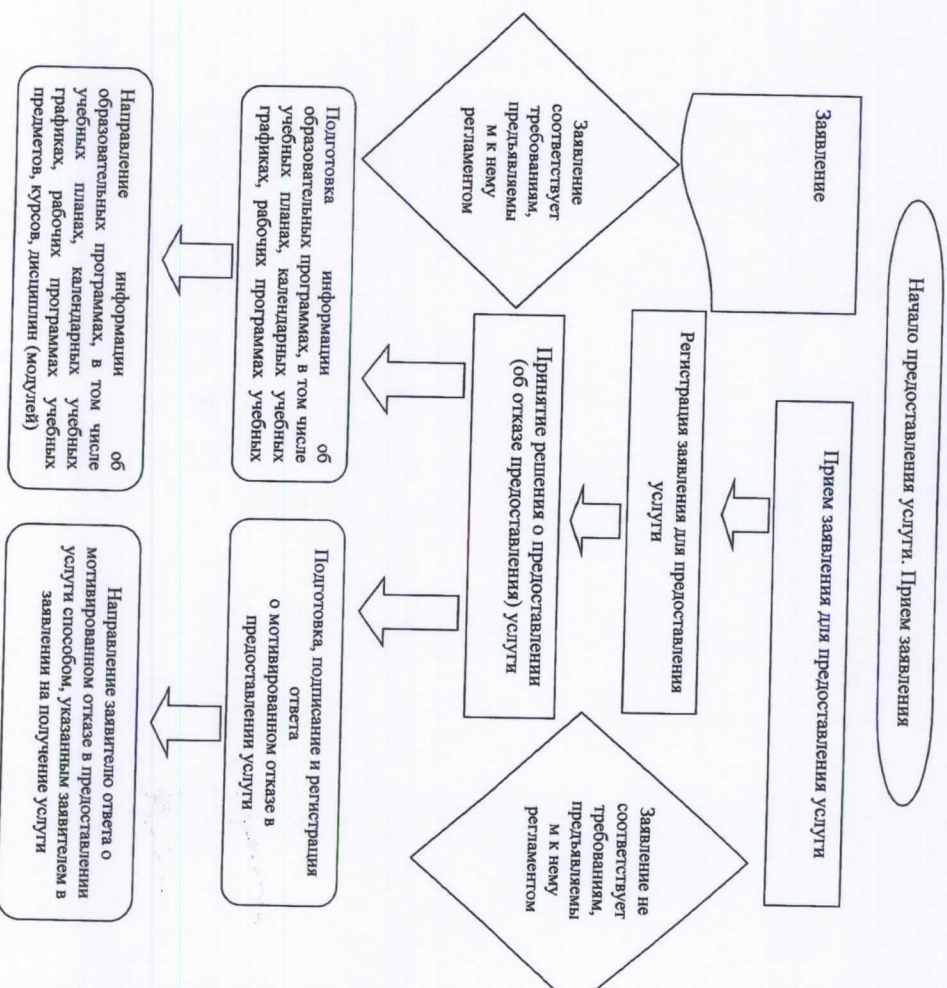 Начало предоставления услуги. Прием заявления
Заявление
Прием заявления для предоставления услуги
Регистрация заявления для предоставления
услуги
Заявление
соответствует
требованиям,
предъявляемы
м к нему
регламентом
Принятие решения о предоставлении
(об отказе предоставления) услуги
Заявление не
соответствует
требованиям,
предъявляемы
м к нему
регламентом
Подготовка информации об
образовательных программах, в том числе
учебных планах, календарных учебных
графиках, рабочих программах учебных
Подготовка, подписание и регистрация
ответа
о мотивированном отказе в
предоставлении услуги
Направление информации об
образовательных программах, в том числе
учебных планах, календарных учебных
графиках, рабочих программах учебных
предметов, курсов, дисциплин (модулей)
Направление заявителю ответа о
мотивированном отказе в предоставлении
услуги способом, указанным заявителем в
заявлении на получение услуги